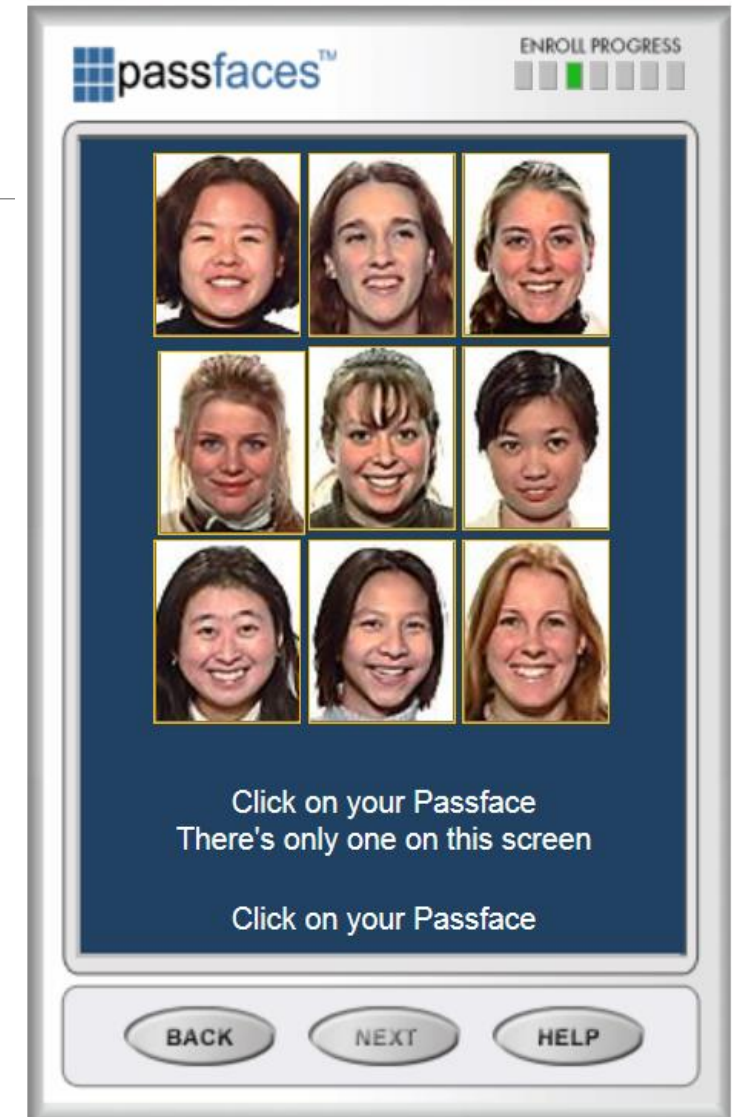 passfaces™
ENROLL PROGRESS
Click on your Passface
There's only one on this screen
Click on your Passface
BACK
NEXT
HELP